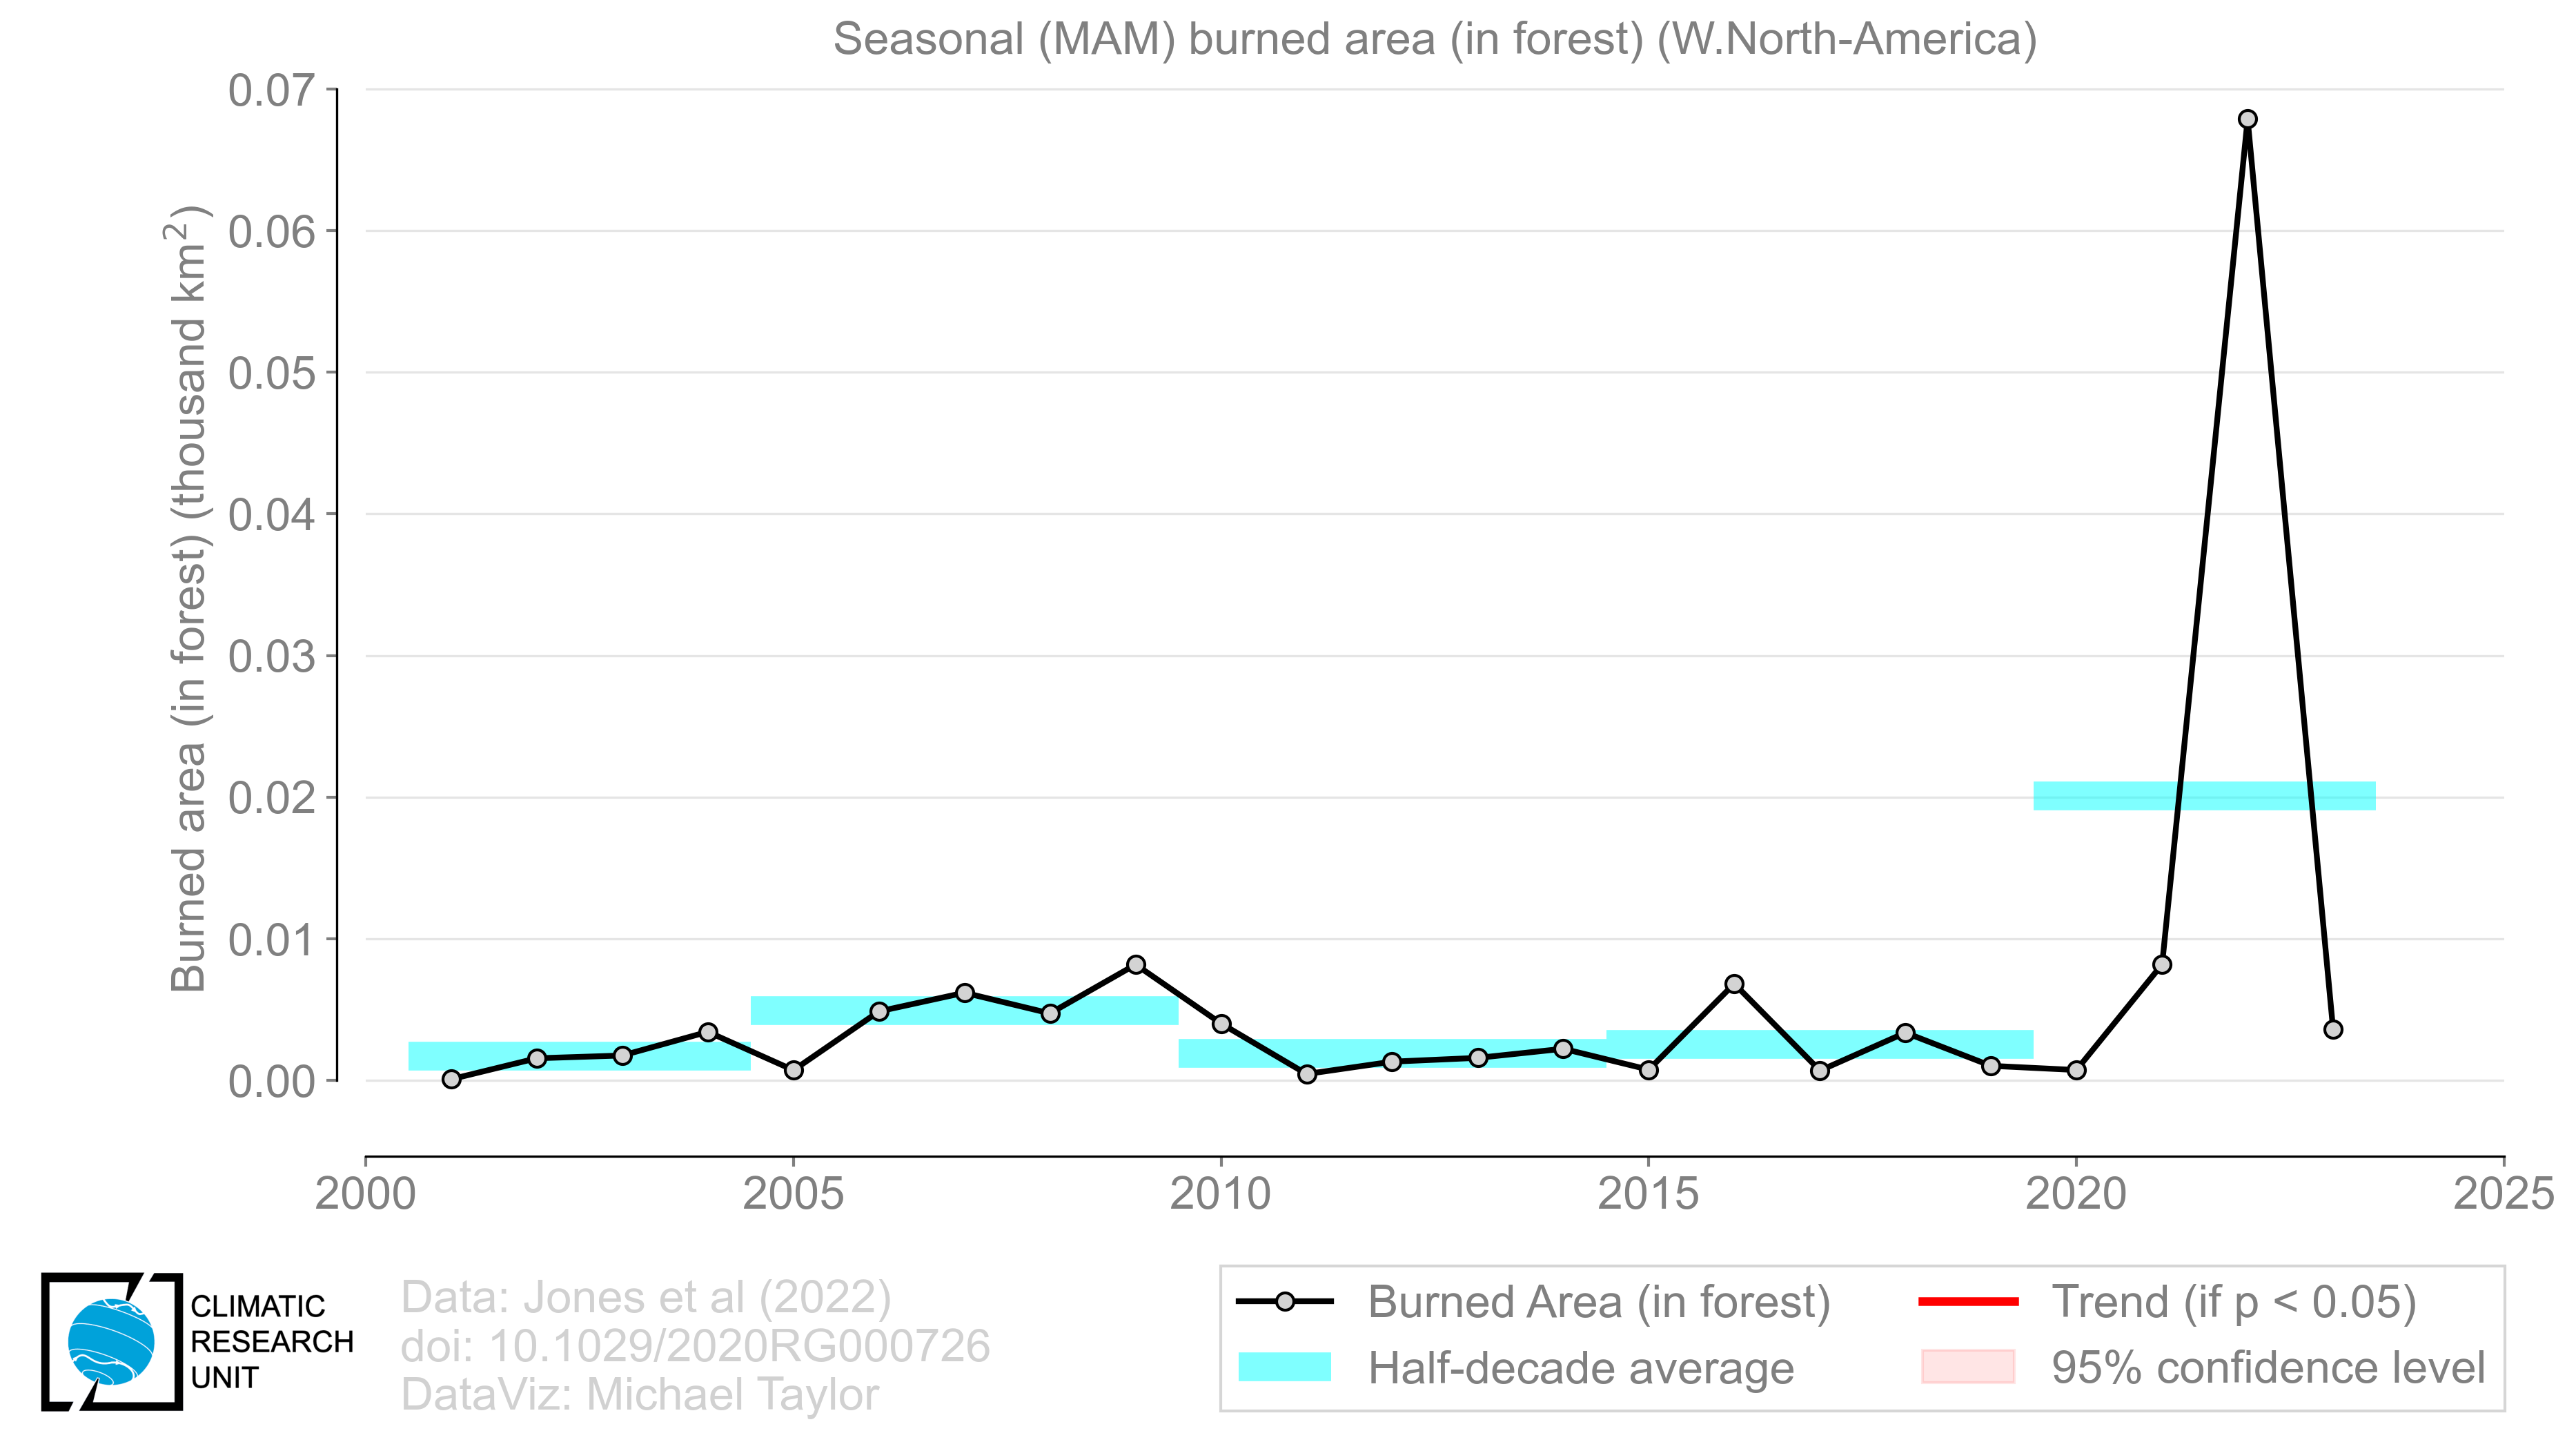 Seasonal (MAM) burned area (in forest) (W.North-America)
Burned area (in forest) (thousand km²)
0.07
0.06
0.05
0.04
0.03
0.02
0.01
0.00
2000 2005 2010 2015 2020 2025
CLIMATIC
RESEARCH
UNIT
Data: Jones et al (2022)
doi: 10.1029/2020RG000726
DataViz: Michael Taylor
Burned Area (in forest)
Half-decade average
Trend (if p < 0.05)
95% confidence level